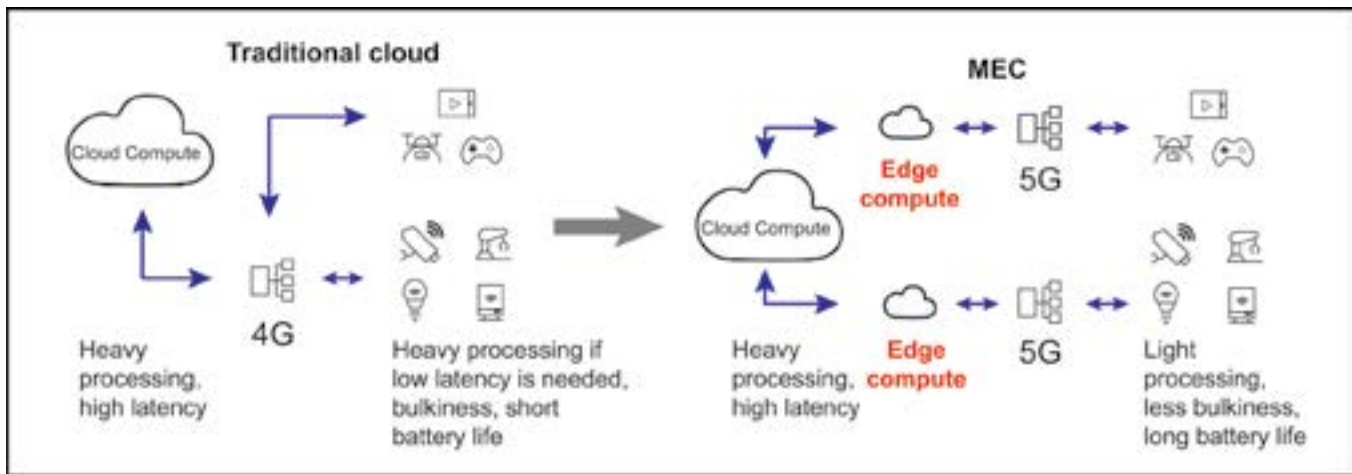 Traditional cloud
Cloud Compute
4G
Heavy
processing,
high latency
Heavy processing if
low latency is needed,
bulkiness, short
battery life
MEC
Cloud Compute
Edge
compute
5G
Edge
compute
5G
Heavy
processing,
high latency
Light
processing,
less bulkiness,
long battery life